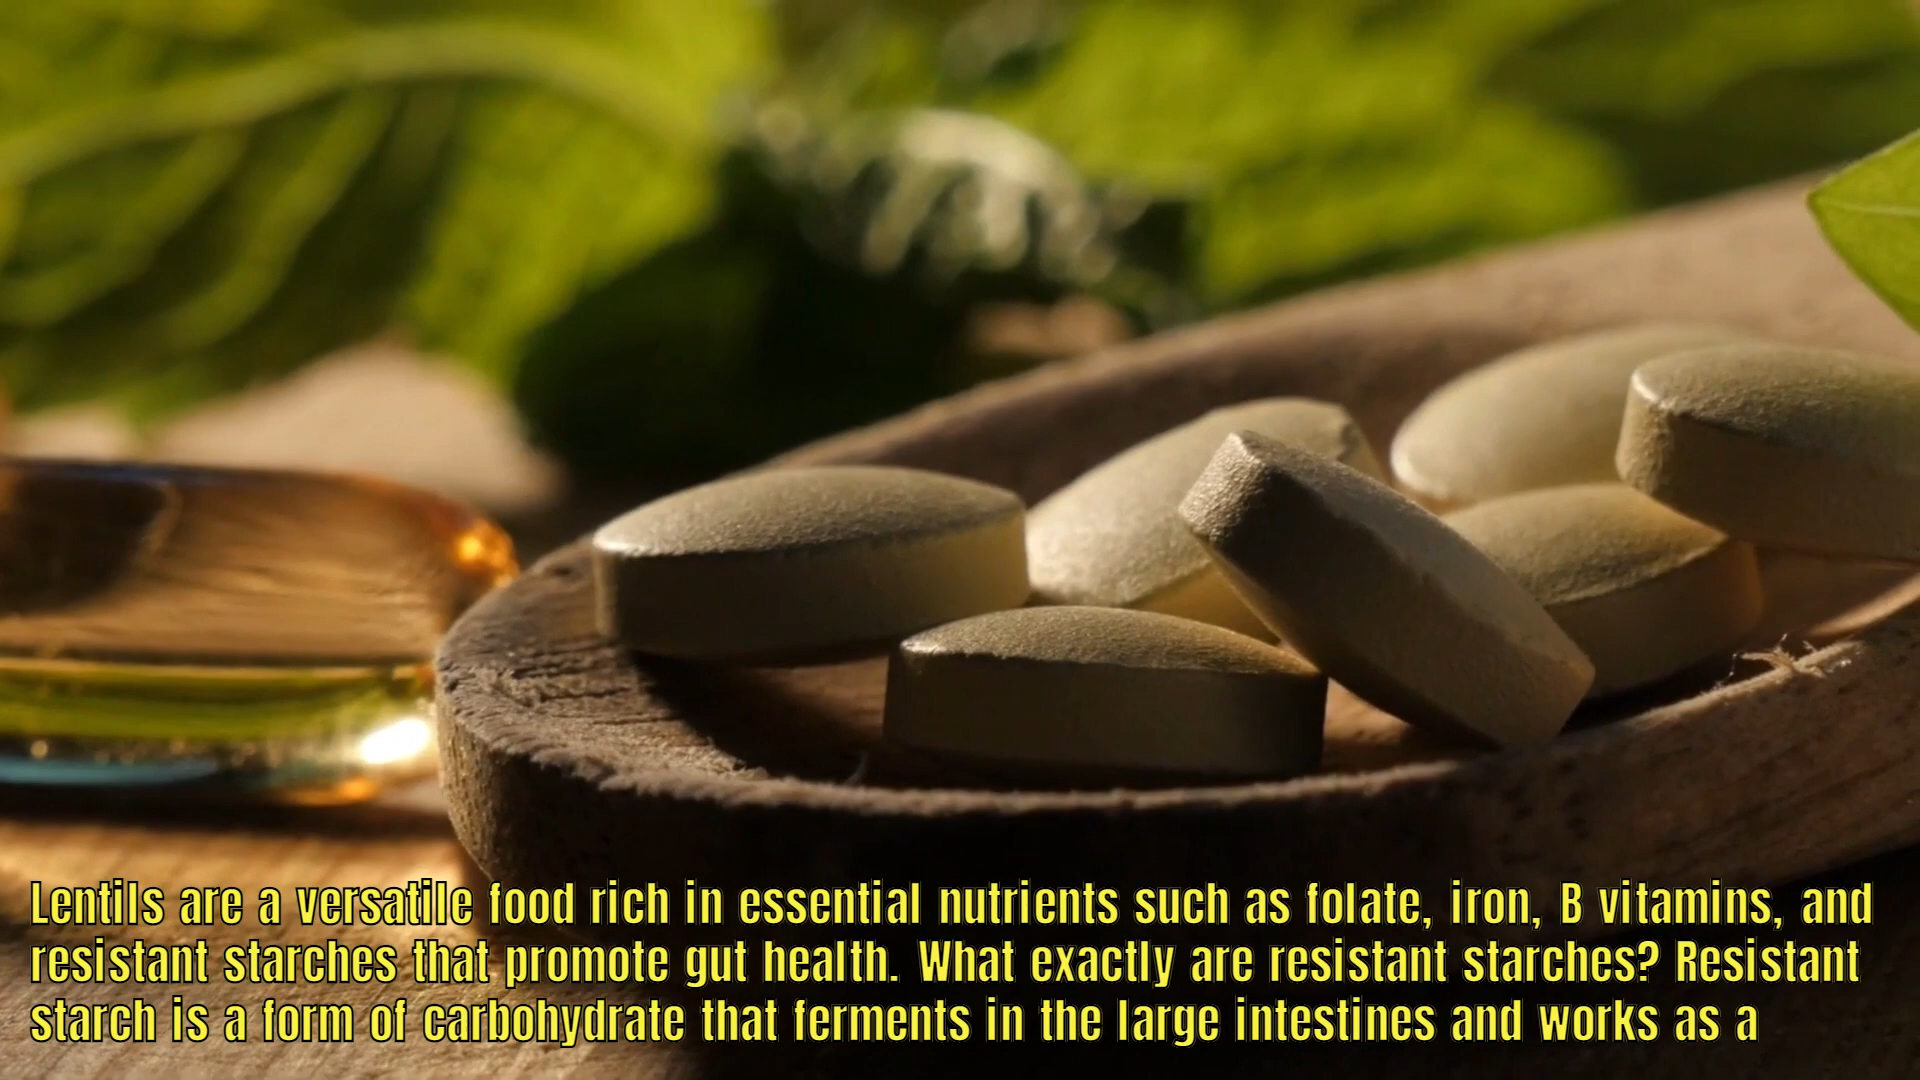 Lentils are a versatile food rich in essential nutrients such as folate, iron, B vitamins, and
resistant starches that promote gut health. What exactly are resistant starches? Resistant
starch is a form of carbohydrate that ferments in the large intestines and works as a